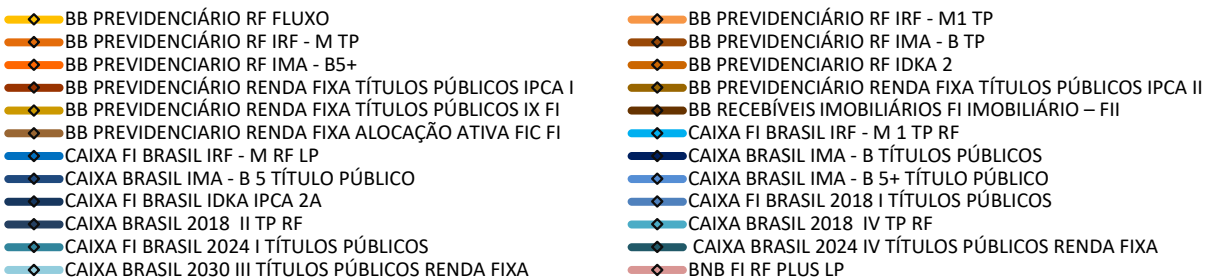 BB PREVIDENCIÁRIO RF FLUXO
BB PREVIDENCIÁRIO RF IRF - M1 TP
BB PREVIDENCIÁRIO RF IRF - M TP
BB PREVIDENCIÁRIO RF IMA - B TP
BB PREVIDENCIARIO RF IMA - B5+
BB PREVIDENCIARIO RF IDKA 2
BB PREVIDENCIÁRIO RENDA FIXA TÍTULOS PÚBLICOS IPCA I
BB PREVIDENCIÁRIO RENDA FIXA TÍTULOS PÚBLICOS IPCA II
BB PREVIDENCIÁRIO RENDA FIXA TÍTULOS PÚBLICOS IX FI
BB RECEBÍVEIS IMOBILIÁRIOS FI IMOBILIÁRIO – FII
BB PREVIDENCIARIO RENDA FIXA ALOCAÇÃO ATIVA FIC FI
CAIXA FI BRASIL IRF - M 1 TP RF
CAIXA FI BRASIL IRF - M RF LP
CAIXA BRASIL IMA - B TÍTULOS PÚBLICOS
CAIXA BRASIL IMA - B 5 TÍTULO PÚBLICO
CAIXA BRASIL IMA - B 5+ TÍTULO PÚBLICO
CAIXA FI BRASIL IDKA IPCA 2A
CAIXA FI BRASIL 2018 I TÍTULOS PÚBLICOS
CAIXA BRASIL 2018 II TP RF
CAIXA BRASIL 2018 IV TP RF
CAIXA FI BRASIL 2024 I TÍTULOS PÚBLICOS
CAIXA BRASIL 2024 IV TÍTULOS PÚBLICOS RENDA FIXA
CAIXA BRASIL 2030 III TÍTULOS PÚBLICOS RENDA FIXA
BNB FI RF PLUS LP